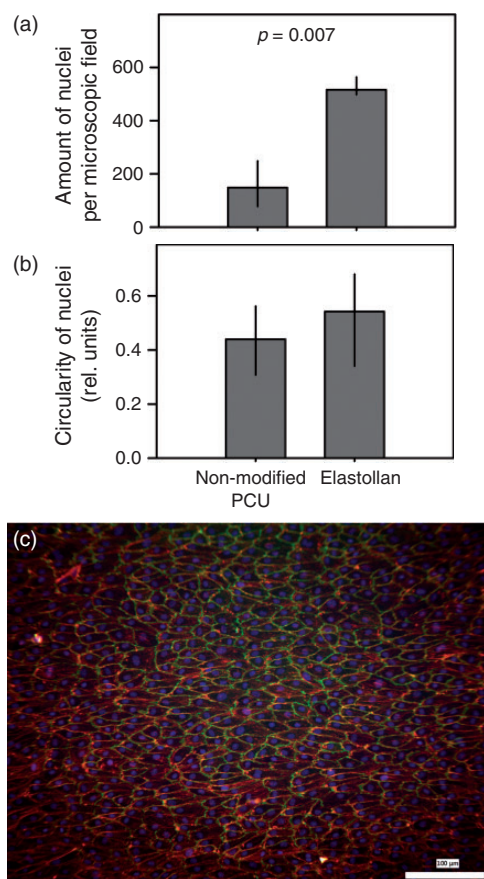 (a)
p = 0.007
Amount of nuclei
per microscopic field
600
400
200
0
(b)
Circularity of nuclei
(rel. units)
0.6
0.4
0.2
0.0
Non-modified Elastollan
PCU
(c)
100 µm